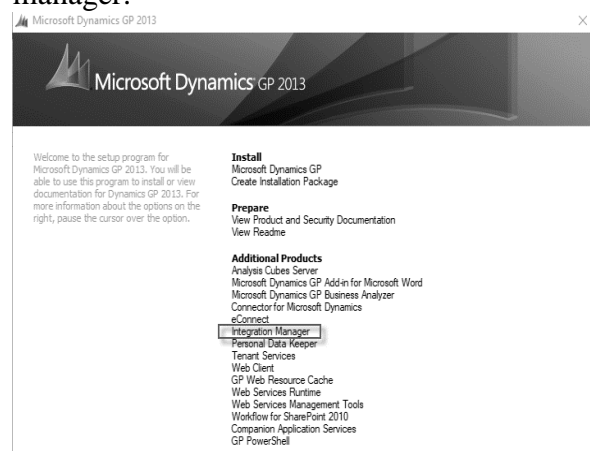 manager.
Microsoft Dynamics GP 2013
Microsoft Dynamics GP 2013
Welcome to the setup program for
Microsoft Dynamics GP 2013. You will be
able to use this program to install or view
documentation for Dynamics GP 2013. For
more information about the options on the
right, pause the cursor over the option.
Install
Microsoft Dynamics GP
Create Installation Package
Prepare
View Product and Security Documentation
View Readme
Additional Products
Analysis Cubes Server
Microsoft Dynamics GP Add-in for Microsoft Word
Microsoft Dynamics GP Business Analyzer
Connector for Microsoft Dynamics
eConnect
Integration Manager
Personal Data Keeper
Tenant Services
Web Client
GP Web Resource Cache
Web Services Runtime
Web Services Management Tools
Workflow for SharePoint 2010
Companion Application Services
GP PowerShell